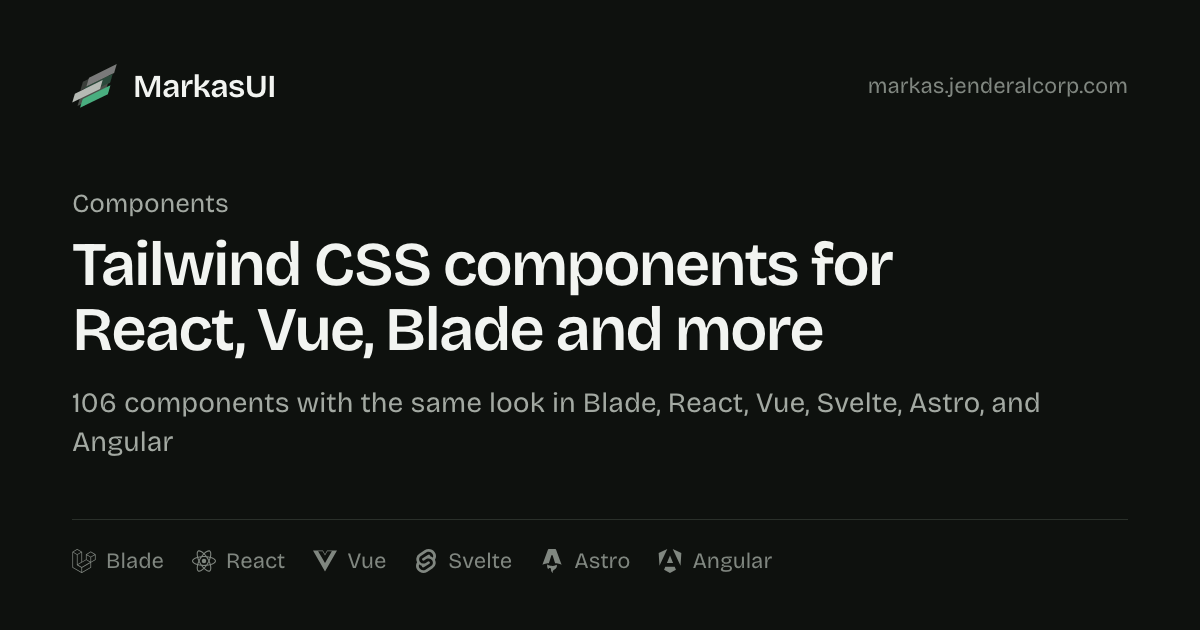 MarkasUI
markas.jenderalcorp.com
Components
Tailwind CSS components for
React, Vue, Blade and more
106 components with the same look in Blade, React, Vue, Svelte, Astro, and
Angular
Blade React Vue Svelte Astro Angular